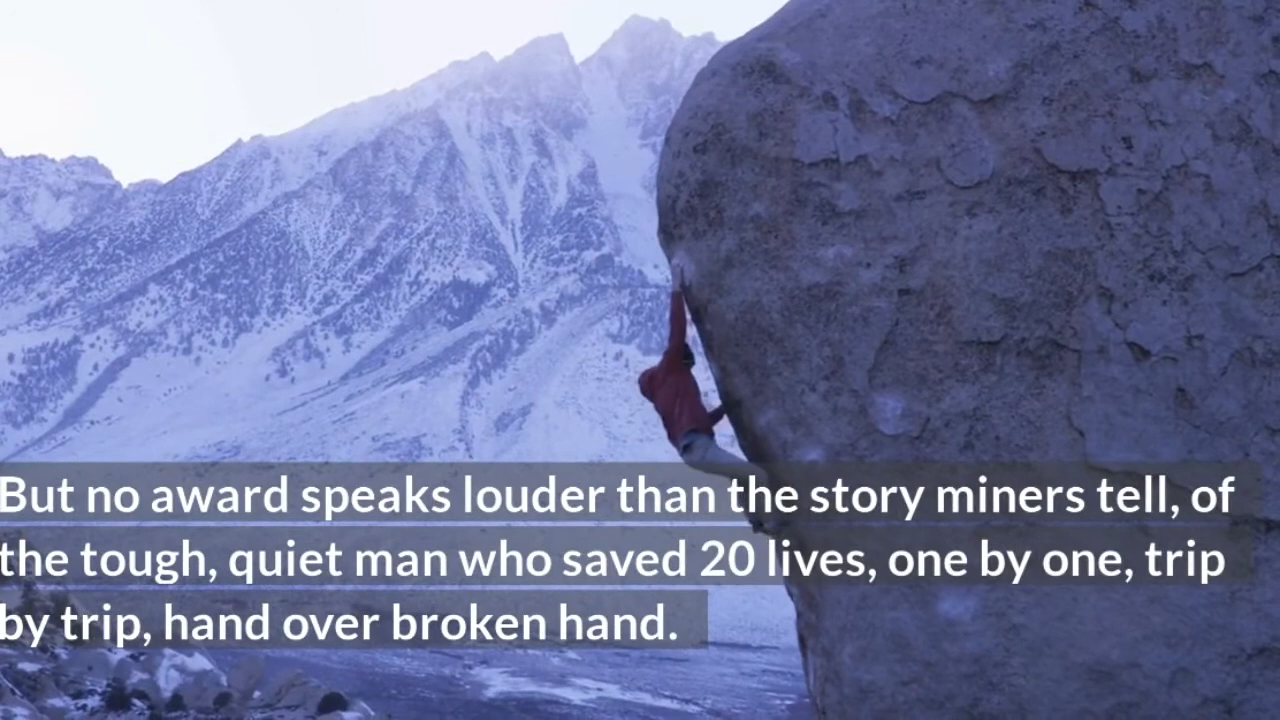 But no award speaks louder than the story miners tell, of
the tough, quiet man who saved 20 lives, one by one, trip
by trip, hand over broken hand.